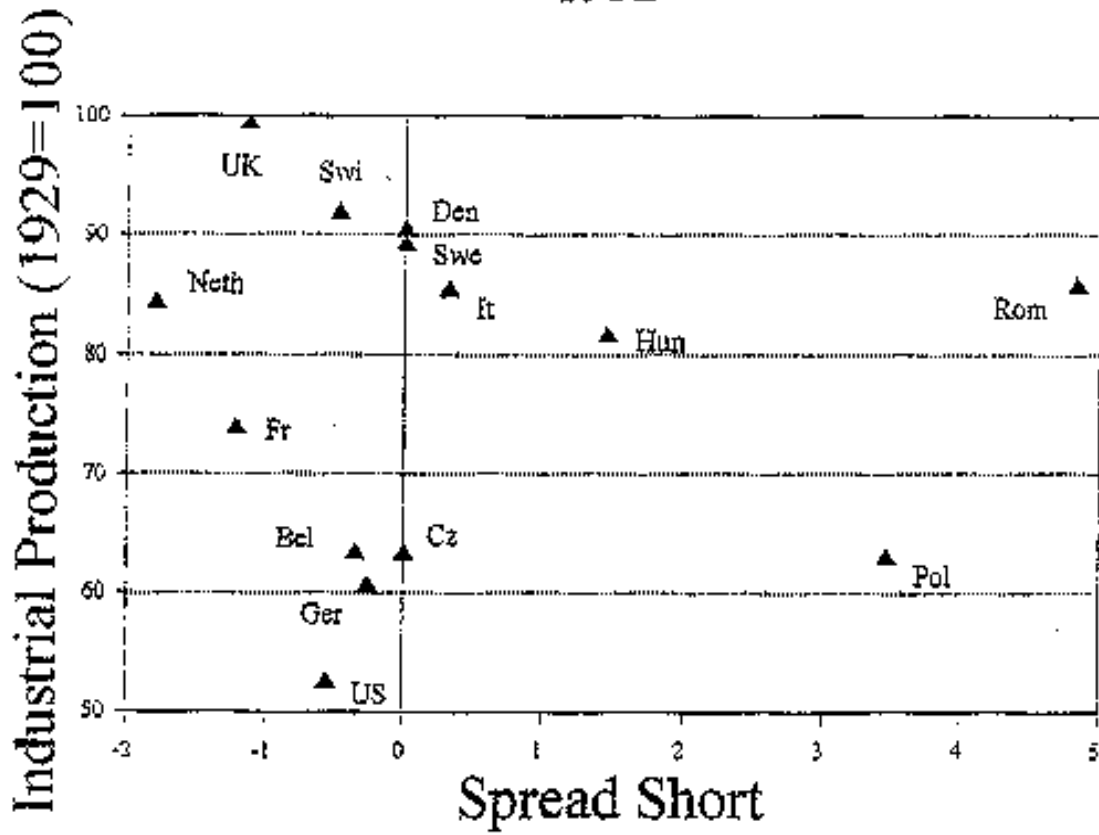 Industrial Production (1929=100)
100
UK
Swi
Den
90
Swe
Neth
It
Rom
Hun
80
Fr
70
Bel
Cz
Pol
60
Ger
US
50
-1
0
1
2
3
4
5
Spread Short